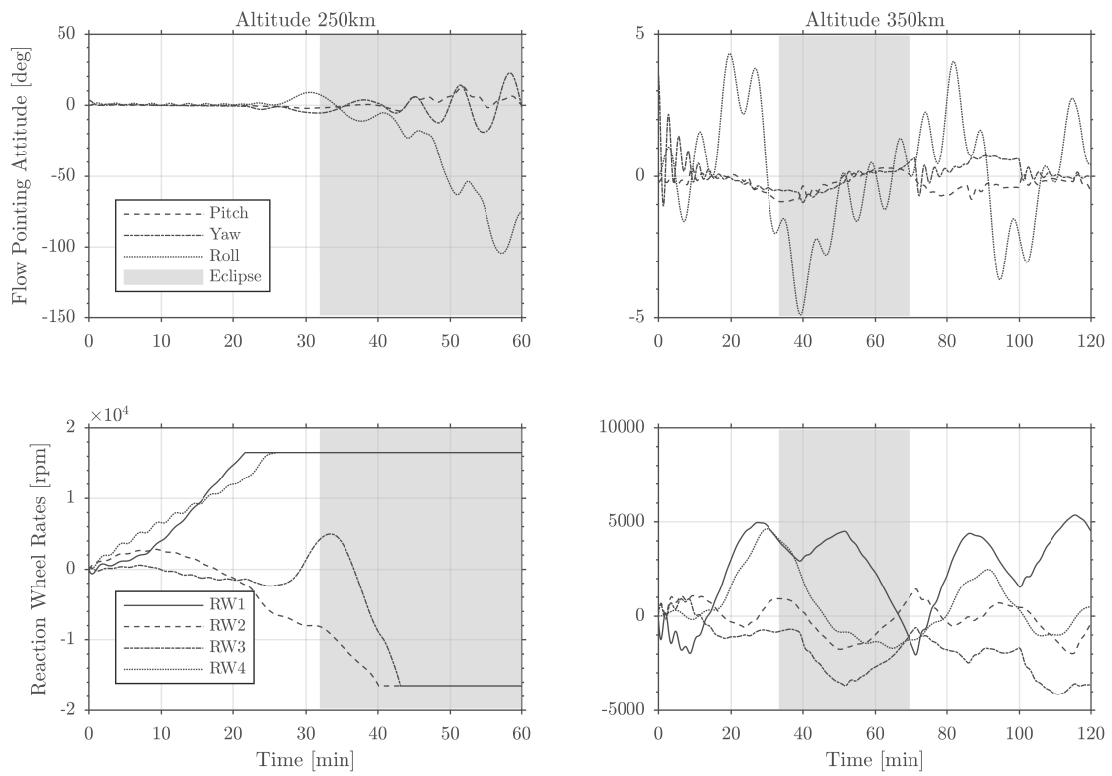 Altitude 250km
Flow Pointing Attitude [deg]
50
0
-50
-100
-150
0 10 20 30 40 50 60
Pitch
Yaw
Roll
Eclipse
Altitude 350km
5
0
-5
0 20 40 60 80 100 120
Reaction Wheel Rates [rpm]
×10^4
2
1
0
-1
-2
0 10 20 30 40 50 60
Time [min]
RW1
RW2
RW3
RW4
10000
5000
0
-5000
0 20 40 60 80 100 120
Time [min]